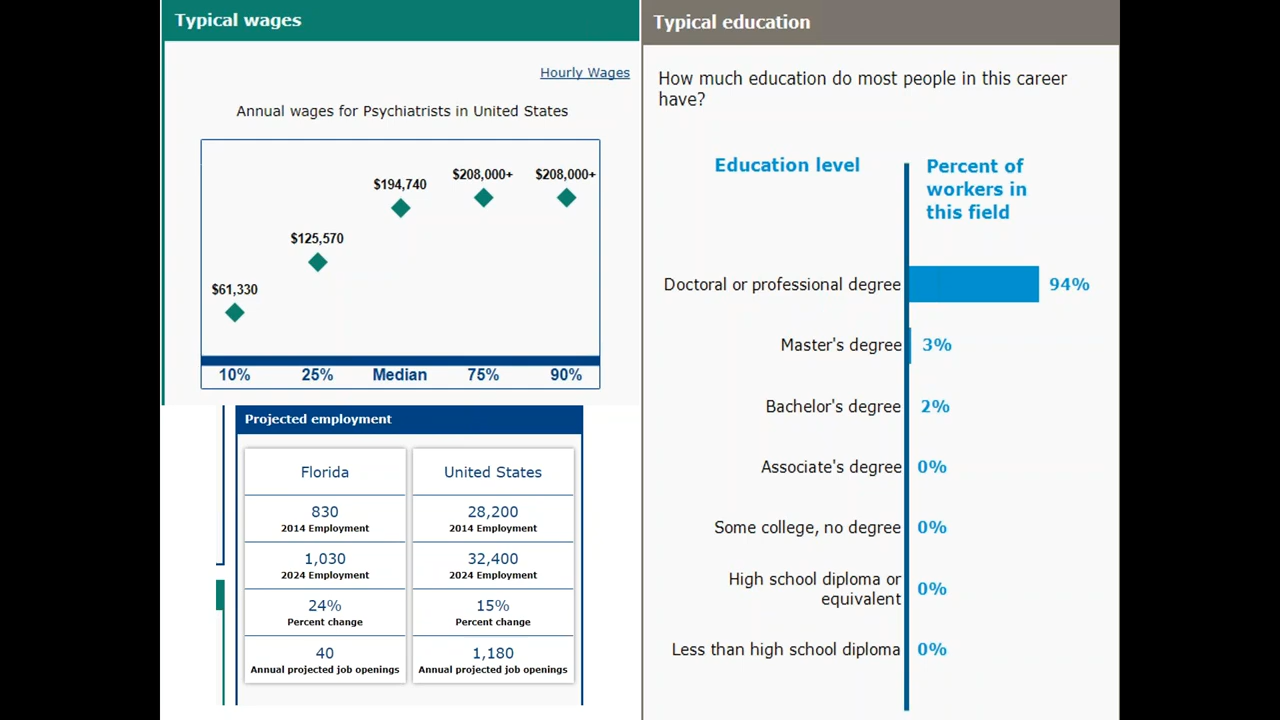 Typical wages
Hourly Wages
Annual wages for Psychiatrists in United States
$61,330
$125,570
$194,740
$208,000+
$208,000+
10%
25%
Median
75%
90%
Projected employment
Florida
830
2014 Employment
1,030
2024 Employment
24%
Percent change
40
Annual projected job openings
United States
28,200
2014 Employment
32,400
2024 Employment
15%
Percent change
1,180
Annual projected job openings
Typical education
How much education do most people in this career
have?
Education level
Percent of
workers in
this field
Doctoral or professional degree
94%
Master's degree
3%
Bachelor's degree
2%
Associate's degree
0%
Some college, no degree
0%
High school diploma or
equivalent
0%
Less than high school diploma
0%